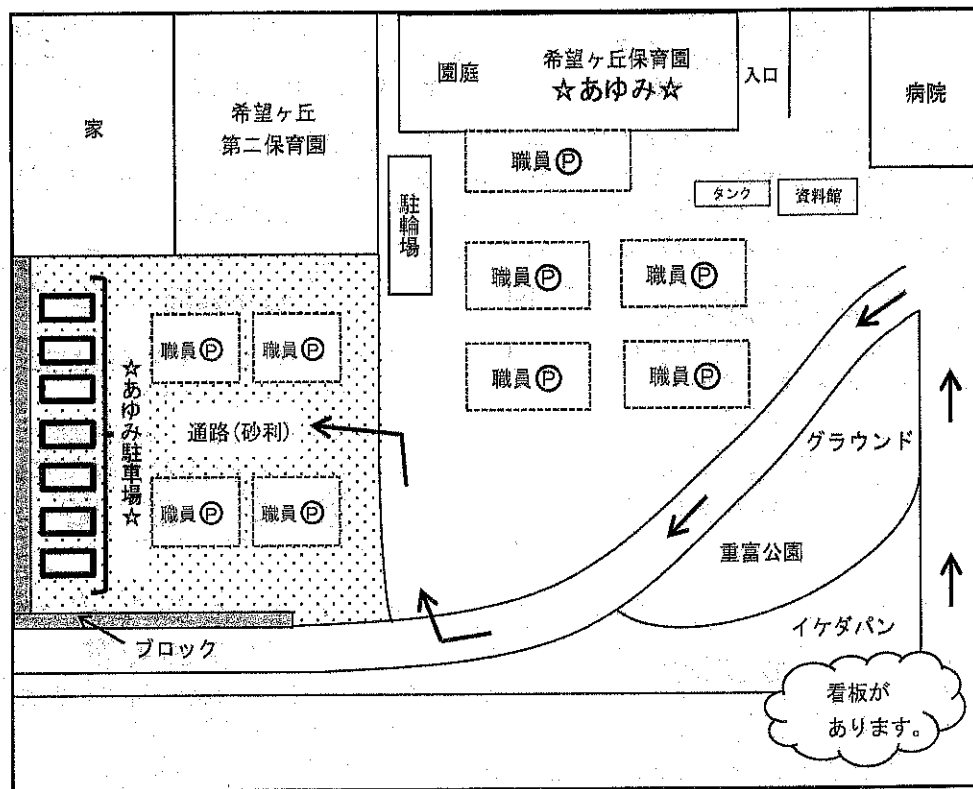 家
希望ヶ丘
第二保育園
園庭
希望ヶ丘保育園
☆あゆみ☆
入口
病院
職員Ⓟ
駐輪場
タンク
資料館
職員Ⓟ
職員Ⓟ
職員Ⓟ
職員Ⓟ
☆あゆみ駐車場☆
職員Ⓟ
職員Ⓟ
通路(砂利)
職員Ⓟ
職員Ⓟ
グラウンド
重富公園
イケダパン
ブロック
看板が
あります。